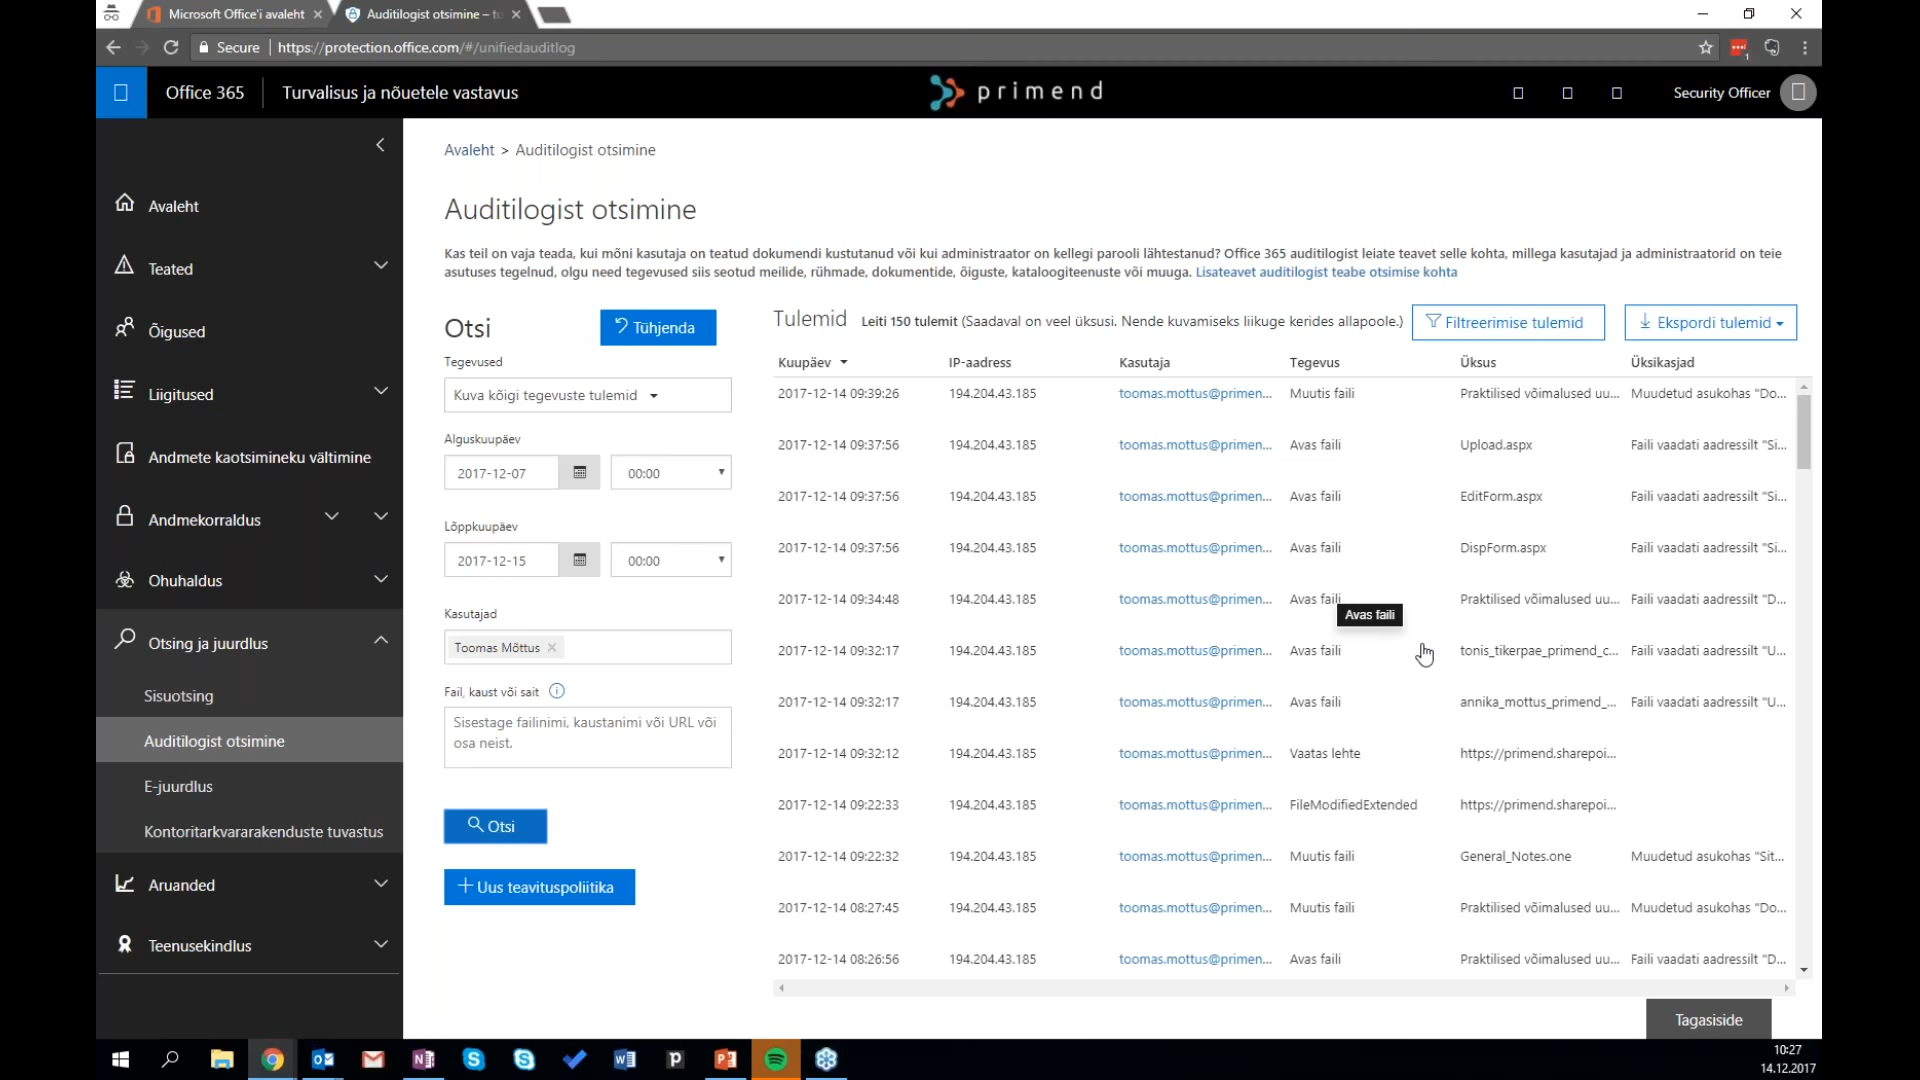 Microsoft Office'i avaleht
Auditilogist otsimine – tu
Secure | https://protection.office.com/#/unifiedauditlog
Office 365
Turvalisus ja nõuetele vastavus
primend
Security Officer
Avaleht
Teated
Õigused
Liigitused
Andmete kaotsimineku vältimine
Andmekorraldus
Ohuhaldus
Otsing ja juurdlus
Sisuotsing
Auditilogist otsimine
E-juurdlus
Kontoritarkvararakenduste tuvastus
Aruanded
Teenusekindlus
Avaleht > Auditilogist otsimine
Auditilogist otsimine
Kas teil on vaja teada, kui mõni kasutaja on teatud dokumendi kustutanud või kui administraator on kellegi parooli lähtestanud? Office 365 auditilogist leiate teavet selle kohta, millega kasutajad ja administraatorid on teie
asutuses tegelnud, olgu need tegevused siis seotud meilide, rühmade, dokumentide, õiguste, kataloogiteenuste või muuga. Lisateavet auditilogist teabe otsimise kohta
Otsi
Tühjenda
Tegevused
Kuva kõigi tegevuste tulemid
Alguskuupäev
2017-12-07 00:00
Lõppkuupäev
2017-12-15 00:00
Kasutajad
Toomas Mõttus ×
Fail, kaust või sait
Sisestage failinimi, kaustanimi või URL või
osa neist.
Otsi
+ Uus teavituspoliitika
Tulemid Leiti 150 tulemit (Saadaval on veel üksusi. Nende kuvamiseks liikuge kerides allapoole.)
Filtreerimise tulemid
Ekspordi tulemid
Kuupäev IP-aadress Kasutaja Tegevus Üksus Üksikasjad
2017-12-14 09:39:26 194.204.43.185 toomas.mottus@primen... Muutis faili Praktilised võimalused uu... Muudetud asukohas "Do...
2017-12-14 09:37:56 194.204.43.185 toomas.mottus@primen... Avas faili Upload.aspx Faili vaadati aadressilt "Si...
2017-12-14 09:37:56 194.204.43.185 toomas.mottus@primen... Avas faili EditForm.aspx Faili vaadati aadressilt "Si...
2017-12-14 09:37:56 194.204.43.185 toomas.mottus@primen... Avas faili DispForm.aspx Faili vaadati aadressilt "Si...
2017-12-14 09:34:48 194.204.43.185 toomas.mottus@primen... Avas faili Praktilised võimalused uu... Faili vaadati aadressilt "D...
Avas faili
2017-12-14 09:32:17 194.204.43.185 toomas.mottus@primen... Avas faili tonis_tikerpae_primend_c... Faili vaadati aadressilt "U...
2017-12-14 09:32:17 194.204.43.185 toomas.mottus@primen... Avas faili annika_mottus_primend_... Faili vaadati aadressilt "U...
2017-12-14 09:32:12 194.204.43.185 toomas.mottus@primen... Vaatas lehte https://primend.sharepoi...
2017-12-14 09:22:33 194.204.43.185 toomas.mottus@primen... FileModifiedExtended https://primend.sharepoi...
2017-12-14 09:22:32 194.204.43.185 toomas.mottus@primen... Muutis faili General_Notes.one Muudetud asukohas "Sit...
2017-12-14 08:27:45 194.204.43.185 toomas.mottus@primen... Muutis faili Praktilised võimalused uu... Muudetud asukohas "Do...
2017-12-14 08:26:56 194.204.43.185 toomas.mottus@primen... Avas faili Praktilised võimalused uu... Faili vaadati aadressilt "D...
Tagasiside
10:27
14.12.2017